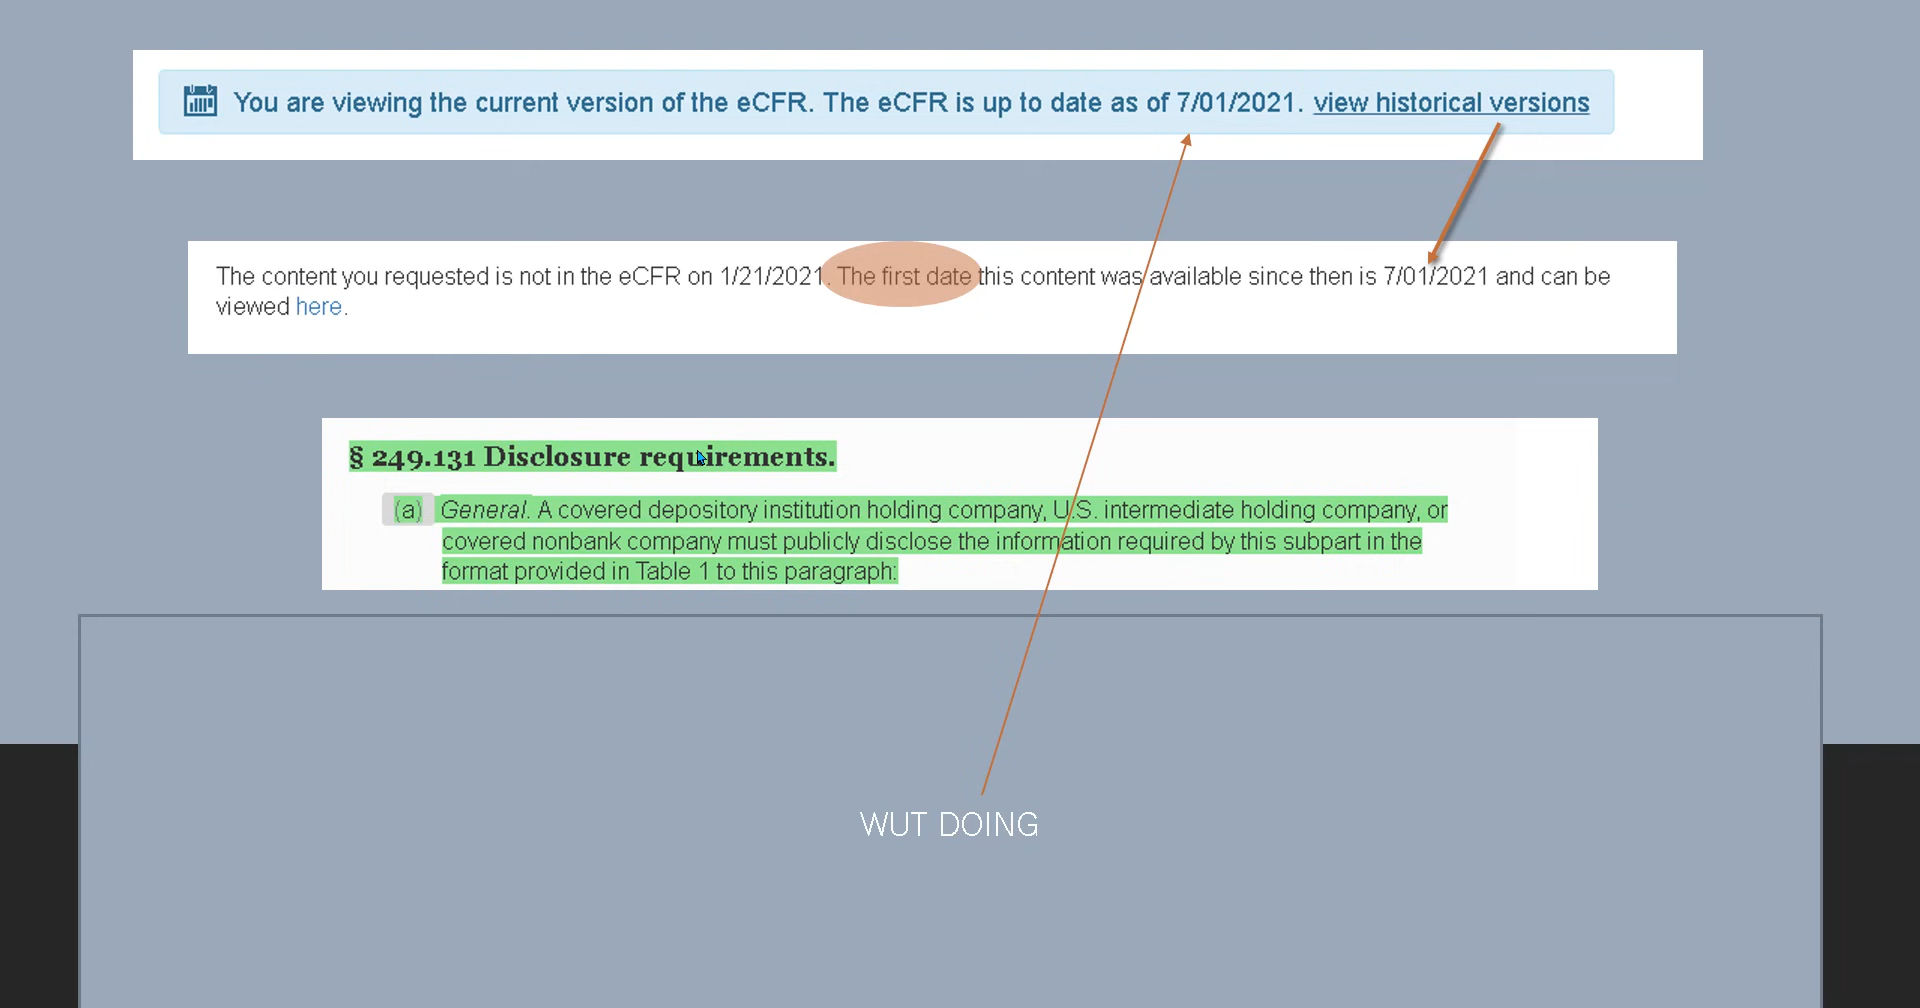 You are viewing the current version of the eCFR. The eCFR is up to date as of 7/01/2021. view historical versions
The content you requested is not in the eCFR on 1/21/2021. The first date this content was available since then is 7/01/2021 and can be
viewed here.
§ 249.131 Disclosure requirements.
(a) General. A covered depository institution holding company, U.S. intermediate holding company, or
covered nonbank company must publicly disclose the information required by this subpart in the
format provided in Table 1 to this paragraph:
WUT DOING